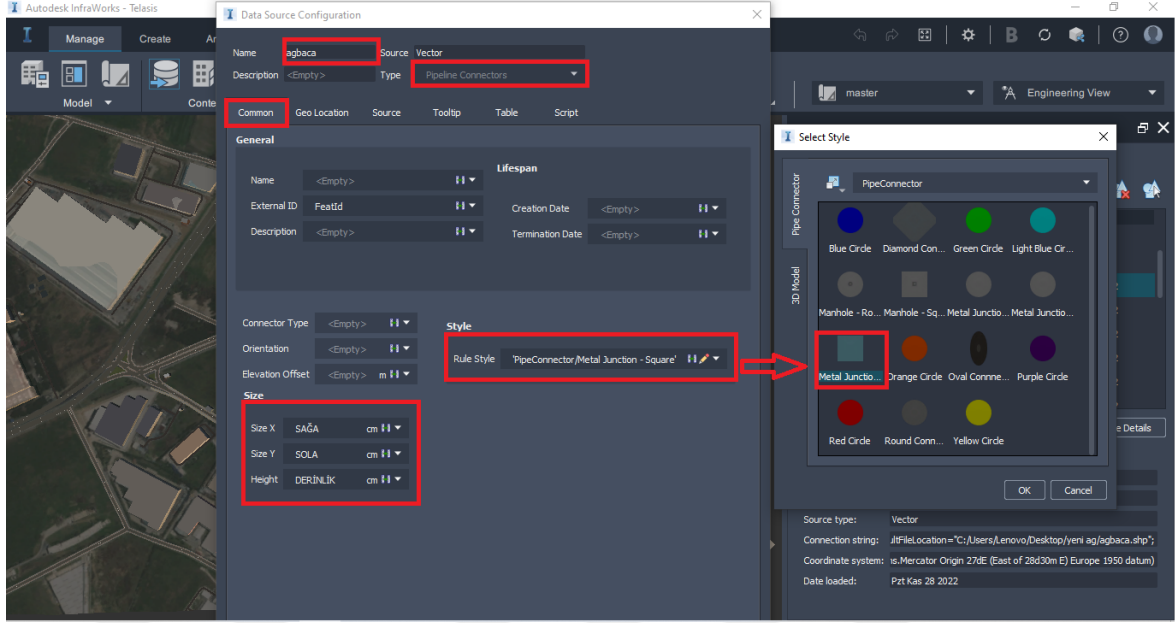 Autodesk InfraWorks - Telasis
Manage
Create
Model
Data Source Configuration
Name
agbaca
Source
Vector
Description
<Empty>
Type
Pipeline Connectors
Common
Geo Location
Source
Tooltip
Table
Script
General
Name
<Empty>
External ID
FeatId
Description
<Empty>
Lifespan
Creation Date
<Empty>
Termination Date
<Empty>
Connector Type
<Empty>
Orientation
<Empty>
Elevation Offset
<Empty>
m
Style
Rule Style
'PipeConnector/Metal Junction - Square'
Size
Size X
SAĞA
cm
Size Y
SOLA
cm
Height
DERİNLİK
cm
master
Engineering View
Select Style
Pipe Connector
3D Model
PipeConnector
Blue Circle
Diamond Con...
Green Circle
Light Blue Cir...
Manhole - Ro...
Manhole - Sq...
Metal Junctio...
Metal Junctio...
Metal Junctio...
Orange Circle
Oval Connne...
Purple Circle
Red Circle
Round Conn...
Yellow Circle
OK
Cancel
Details
Source type:
Vector
Connection string:
ultFileLocation="C:/Users/Lenovo/Desktop/yeni ag/agbaca.shp";
Coordinate system:
ns.Mercator Origin 27dE (East of 28d30m E) Europe 1950 datum)
Date loaded:
Pzt Kas 28 2022